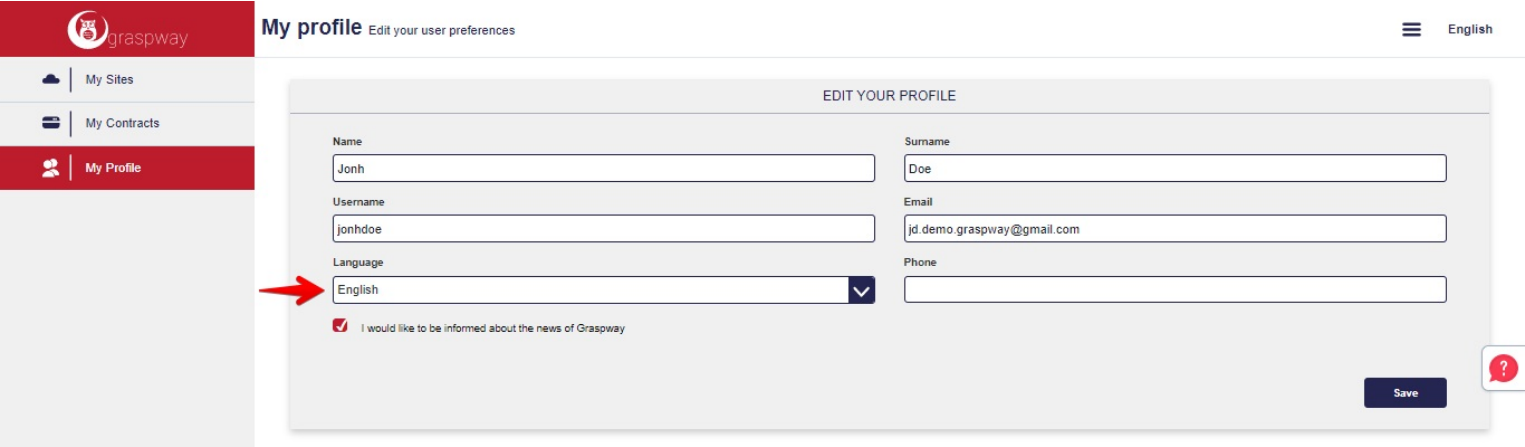 graspway
My profile Edit your user preferences
English
My Sites
My Contracts
My Profile
EDIT YOUR PROFILE
Name
Jonh
Surname
Doe
Username
jonhdoe
Email
jd.demo.graspway@gmail.com
Language
English
Phone
I would like to be informed about the news of Graspway
?
Save